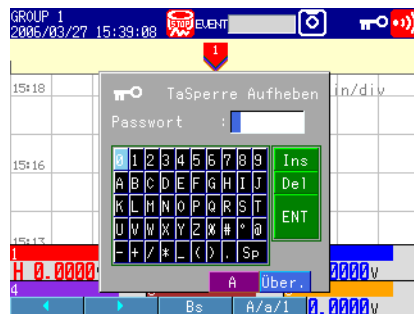 GROUP 1
2006/03/27 15:39:08
STOP EVENT
1
15:18
in/div
TaSperre Aufheben
Passwort :
0 1 2 3 4 5 6 7 8 9 Ins
A B C D E F G H I J Del
K L M N O P Q R S T
U V W X Y Z % # ° @ ENT
- + / * _ ( ) . Sp
15:16
15:13
A Über.
1
H 0.0000
0000V
4
Bs A/a/1 0.0000V